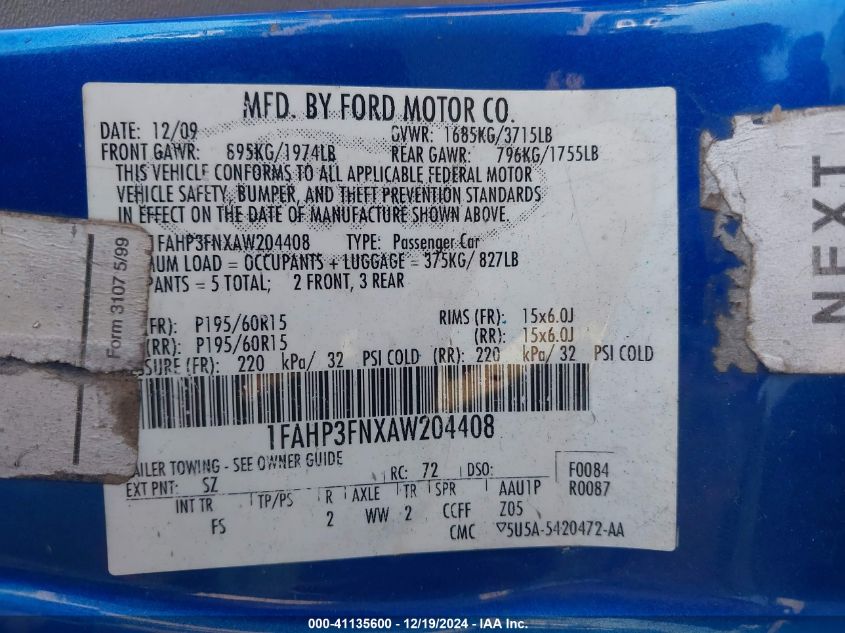 MFD. BY FORD MOTOR CO.
DATE: 12/09 GVWR: 1685KG/3715LB
FRONT GAWR: 895KG/1974LB REAR GAWR: 796KG/1755LB
THIS VEHICLE CONFORMS TO ALL APPLICABLE FEDERAL MOTOR
VEHICLE SAFETY, BUMPER, AND THEFT PREVENTION STANDARDS
IN EFFECT ON THE DATE OF MANUFACTURE SHOWN ABOVE.
1FAHP3FNXAW204408 TYPE: Passenger Car
UM LOAD = OCCUPANTS + LUGGAGE = 375KG/ 827LB
PANTS = 5 TOTAL; 2 FRONT, 3 REAR
(FR): P195/60R15 RIMS (FR): 15x6.0J
(RR): P195/60R15 (RR): 15x6.0J
SSURE (FR): 220 kPa/ 32 PSI COLD (RR): 220 kPa/ 32 PSI COLD
1FAHP3FNXAW204408
AILER TOWING - SEE OWNER GUIDE
RC: 72 DSO: F0084
EXT PNT: SZ R0087
INT TR TP/PS R AXLE TR SPR AAU1P
FS 2 WW 2 CCFF Z05
CMC ▽5U5A-5420472-AA
Form 3107 5/99
NEXT
000-41135600 - 12/19/2024 - IAA Inc.